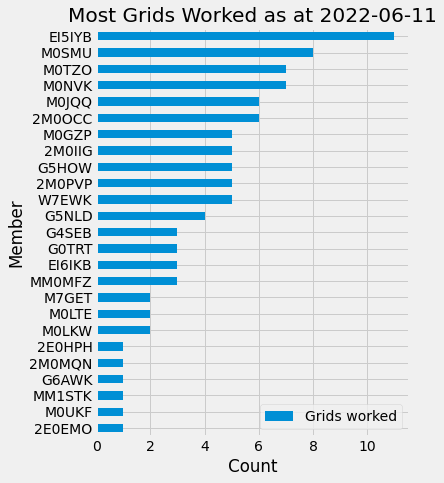 Most Grids Worked as at 2022-06-11
EI5IYB
M0SMU
M0TZO
M0NVK
M0JQQ
2M0OCC
M0GZP
2M0IIG
G5HOW
2M0PVP
W7EWK
G5NLD
G4SEB
G0TRT
EI6IKB
MM0MFZ
M7GET
M0LTE
M0LKW
2E0HPH
2M0MQN
G6AWK
MM1STK
M0UKF
2E0EMO
Member
Grids worked
0 2 4 6 8 10
Count